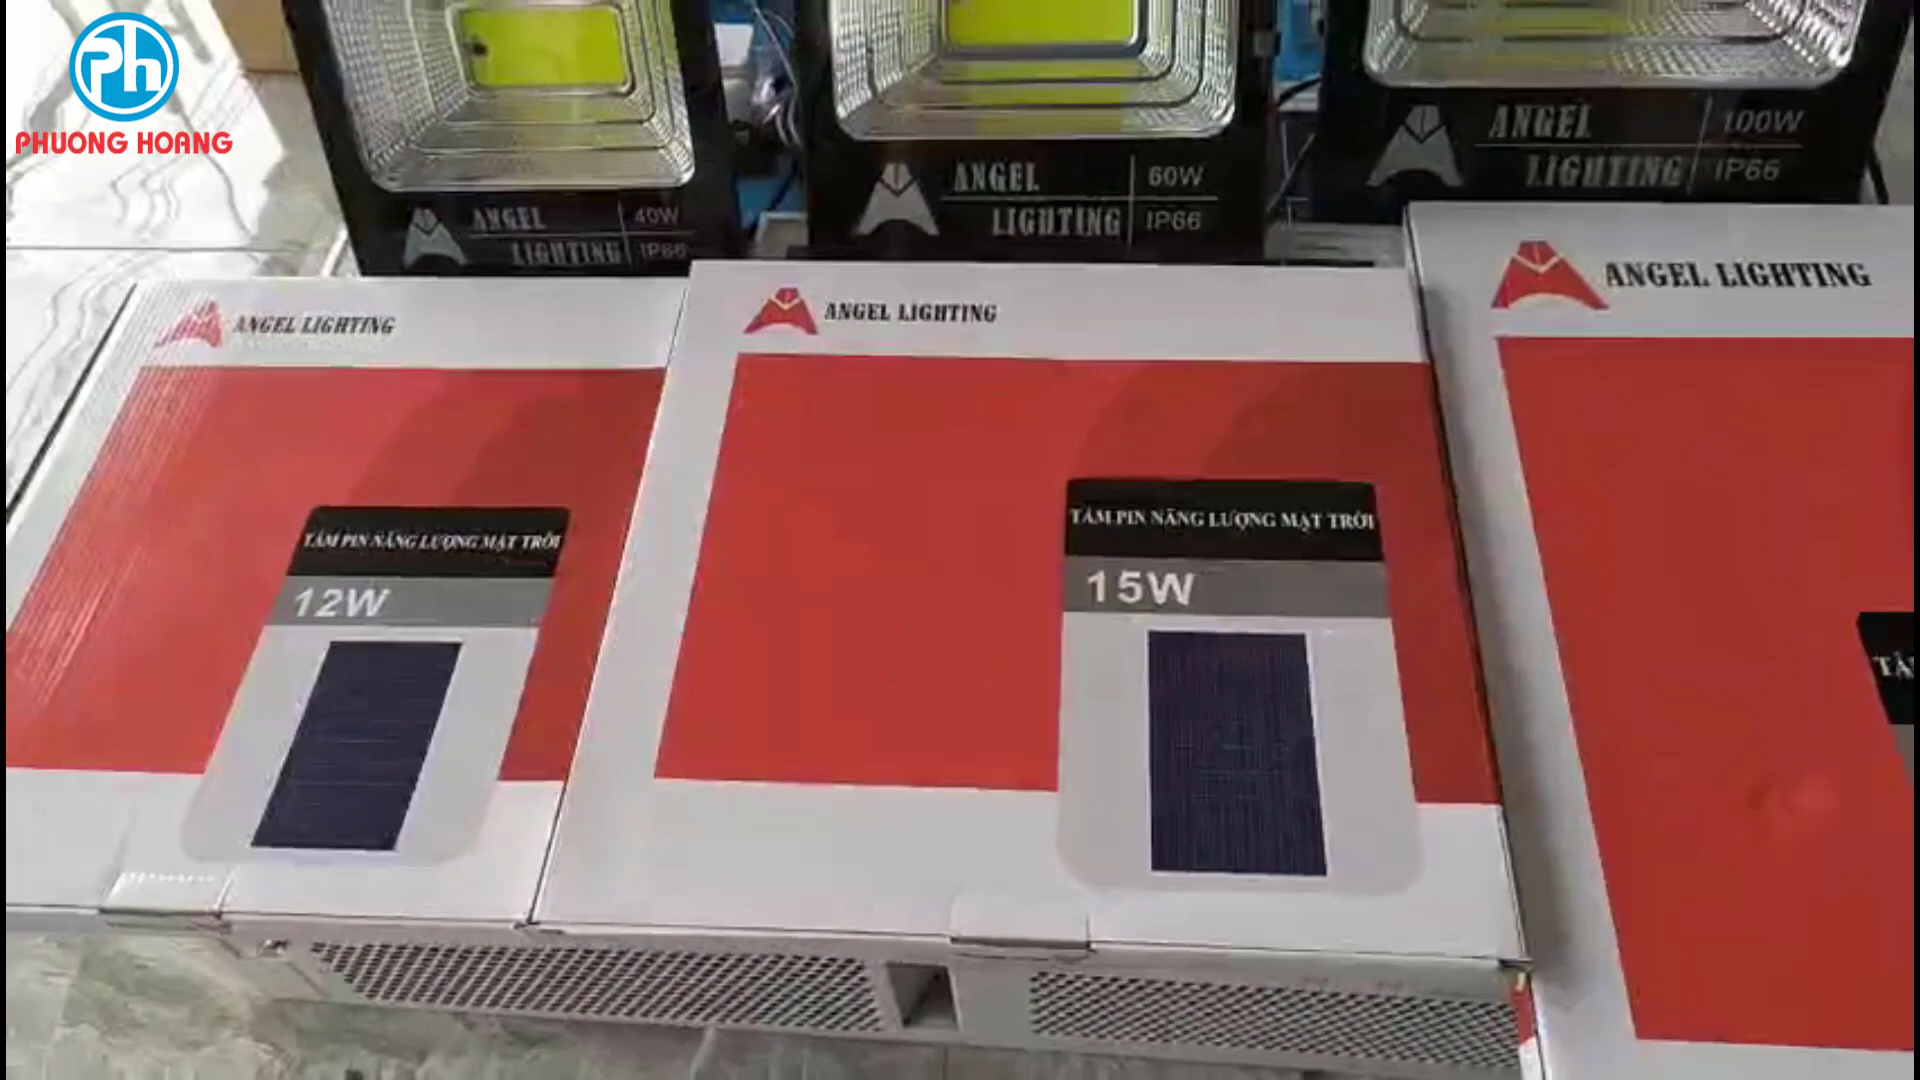 Ph
PHUONG HOANG
ANGEL
LIGHTING
40W
IP66
ANGEL
LIGHTING
60W
IP66
ANGEL
LIGHTING
100W
IP66
ANGEL LIGHTING
TẤM PIN NĂNG LƯỢNG MẶT TRỜI
12W
ANGEL LIGHTING
TẤM PIN NĂNG LƯỢNG MẶT TRỜI
15W
ANGEL LIGHTING